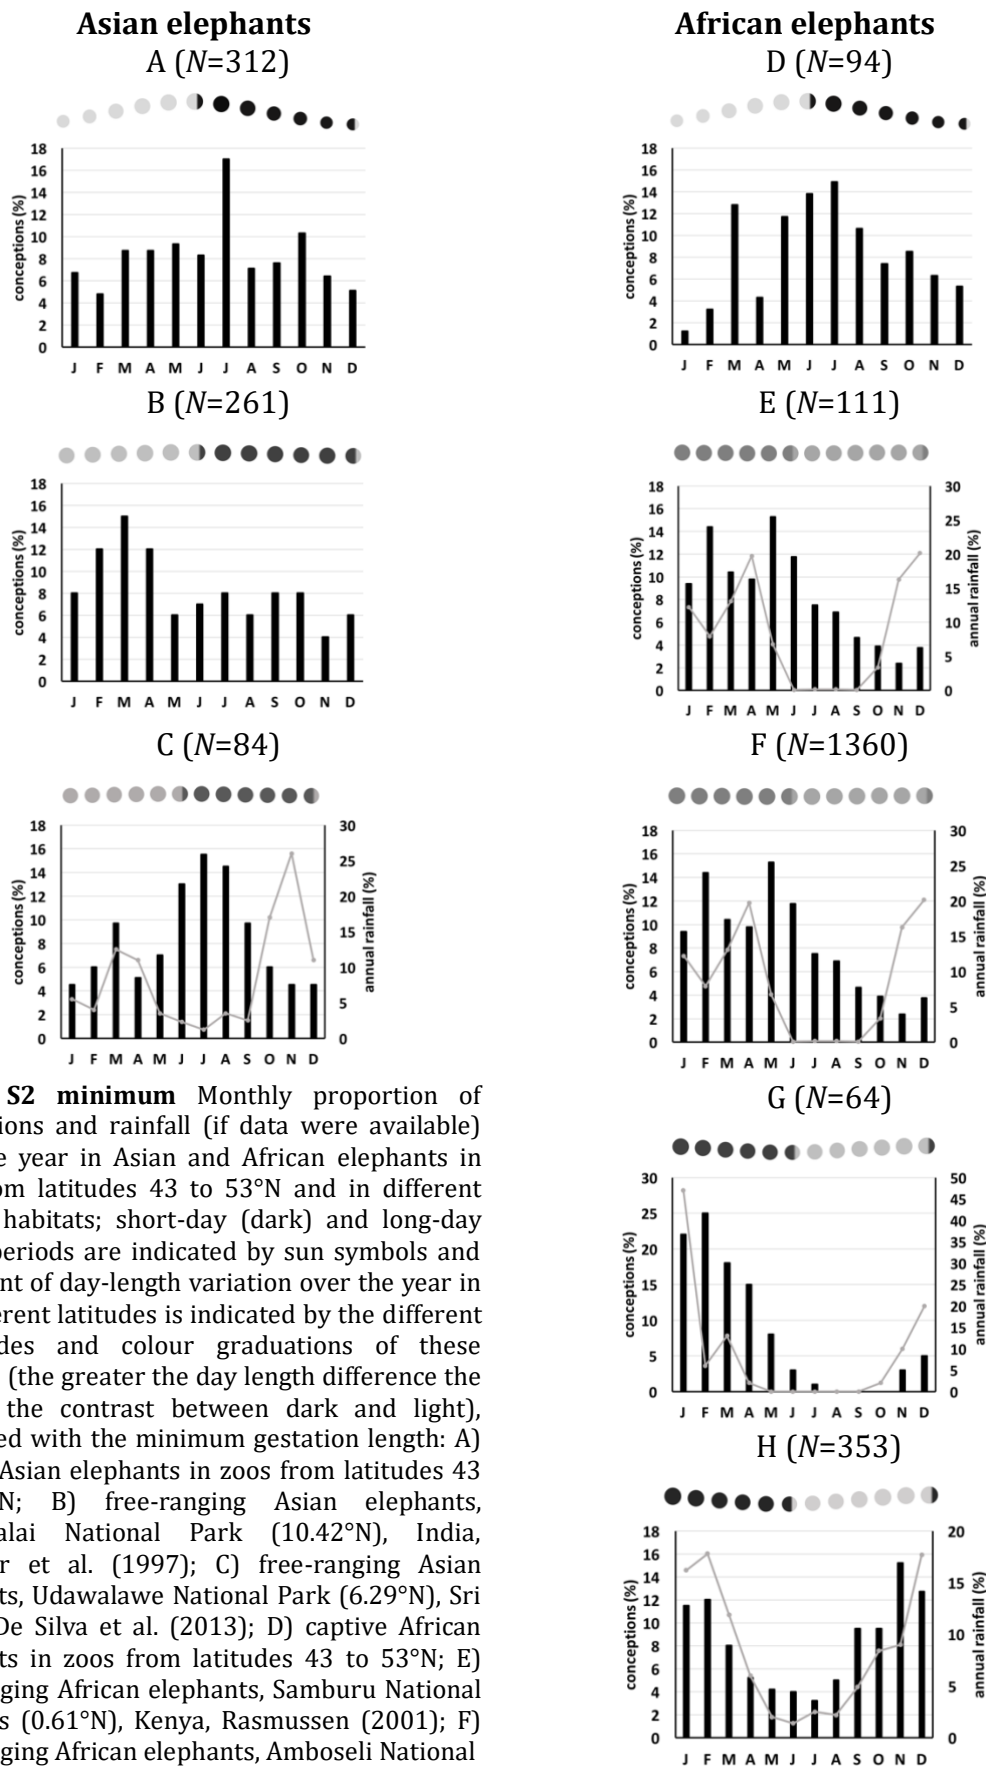 Asian elephants
A (N=312)
conceptions (%)
18
16
14
12
10
8
6
4
2
0
J F M A M J J A S O N D
B (N=261)
conceptions (%)
18
16
14
12
10
8
6
4
2
0
J F M A M J J A S O N D
C (N=84)
conceptions (%)
18
16
14
12
10
8
6
4
2
0
30
25
20
15
10
5
0
annual rainfall (%)
J F M A M J J A S O N D
S2 minimum Monthly proportion of
ions and rainfall (if data were available)
e year in Asian and African elephants in
om latitudes 43 to 53°N and in different
habitats; short-day (dark) and long-day
periods are indicated by sun symbols and
nt of day-length variation over the year in
erent latitudes is indicated by the different
des and colour graduations of these
(the greater the day length difference the
the contrast between dark and light),
ed with the minimum gestation length: A)
Asian elephants in zoos from latitudes 43
N; B) free-ranging Asian elephants,
alai National Park (10.42°N), India,
r et al. (1997); C) free-ranging Asian
ts, Udawalawe National Park (6.29°N), Sri
De Silva et al. (2013); D) captive African
ts in zoos from latitudes 43 to 53°N; E)
ging African elephants, Samburu National
s (0.61°N), Kenya, Rasmussen (2001); F)
ging African elephants, Amboseli National
African elephants
D (N=94)
conceptions (%)
18
16
14
12
10
8
6
4
2
0
J F M A M J J A S O N D
E (N=111)
conceptions (%)
18
16
14
12
10
8
6
4
2
0
30
25
20
15
10
5
0
annual rainfall (%)
J F M A M J J A S O N D
F (N=1360)
conceptions (%)
18
16
14
12
10
8
6
4
2
0
30
25
20
15
10
5
0
annual rainfall (%)
J F M A M J J A S O N D
G (N=64)
conceptions (%)
30
25
20
15
10
5
0
50
45
40
35
30
25
20
15
10
5
0
annual rainfall (%)
J F M A M J J A S O N D
H (N=353)
conceptions (%)
18
16
14
12
10
8
6
4
2
0
20
15
10
5
0
annual rainfall (%)
J F M A M J J A S O N D